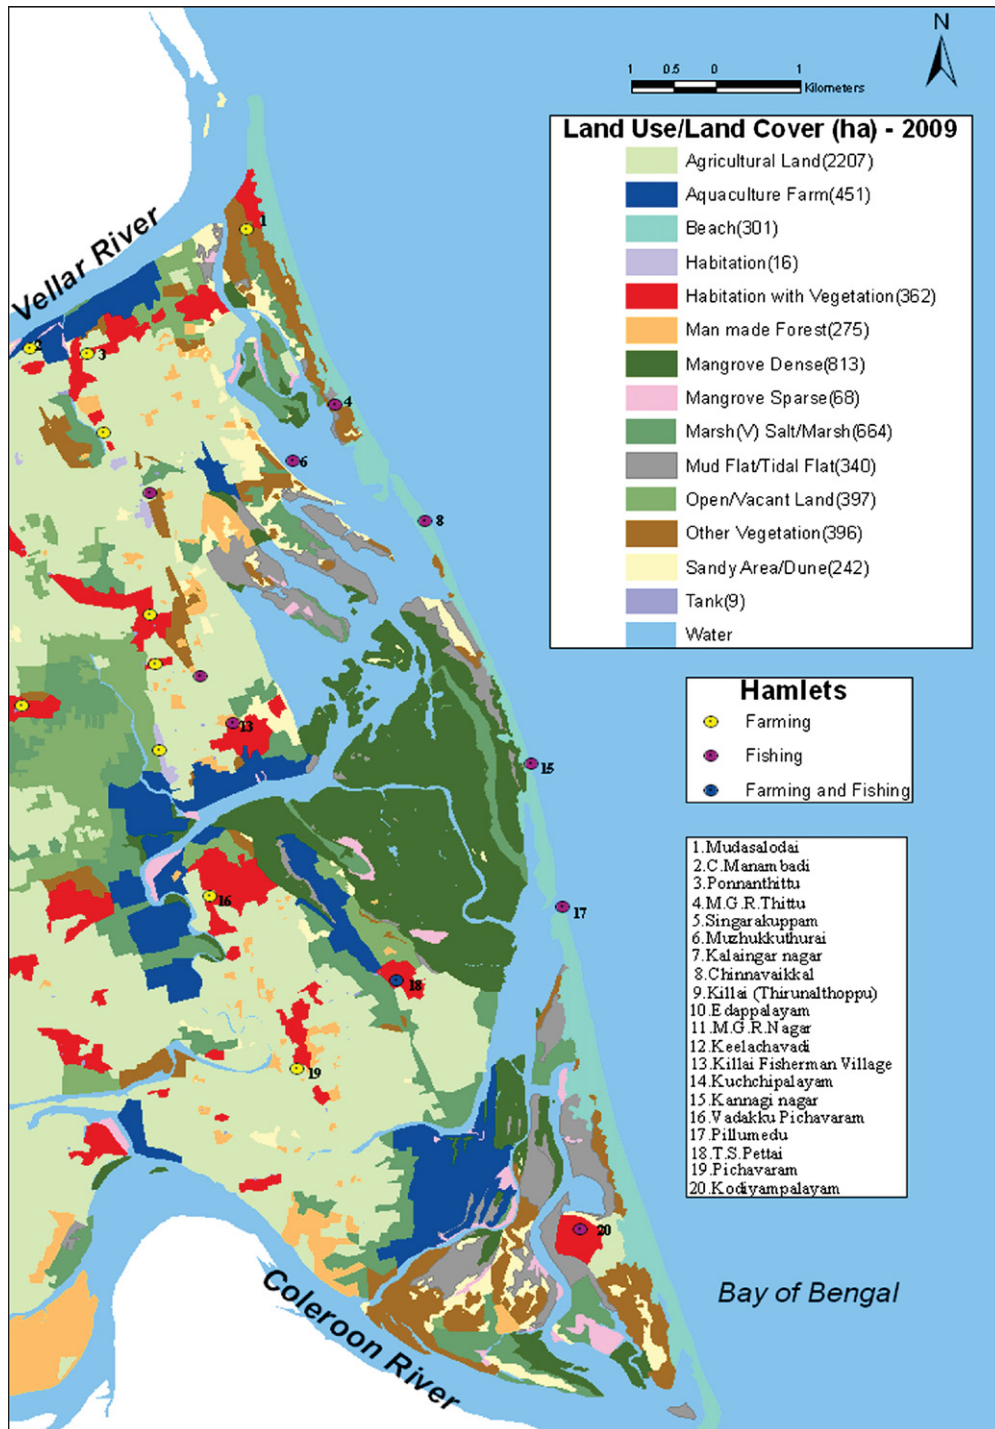 N
1 0.5 0 1
Kilometers
Land Use/Land Cover (ha) - 2009
Agricultural Land(2207)
Aquaculture Farm(451)
Beach(301)
Habitation(16)
Habitation with Vegetation(362)
Man made Forest(275)
Mangrove Dense(813)
Mangrove Sparse(68)
Marsh(V) Salt/Marsh(664)
Mud Flat/Tidal Flat(340)
Open/Vacant Land(397)
Other Vegetation(396)
Sandy Area/Dune(242)
Tank(9)
Water
Hamlets
Farming
Fishing
Farming and Fishing
1.Mudasalodai
2.C.Manambadi
3.Ponnanthittu
4.M.G.R.Thittu
5.Singarakuppam
6.Muzhukkuthurai
7.Kalaingar nagar
8.Chinnavaikkal
9.Killai (Thirunalthoppu)
10.Edappalayam
11.M.G.R.Nagar
12.Keelachavadi
13.Killai Fisherman Village
14.Kuchchipalayam
15.Kannagi nagar
16.Vadakku Pichavaram
17.Pillumedu
18.T.S.Pettai
19.Pichavaram
20.Kodiyampalayam
Vellar River
1
2
3
4
6
8
13
15
16
17
18
19
20
Bay of Bengal
Coleroon River